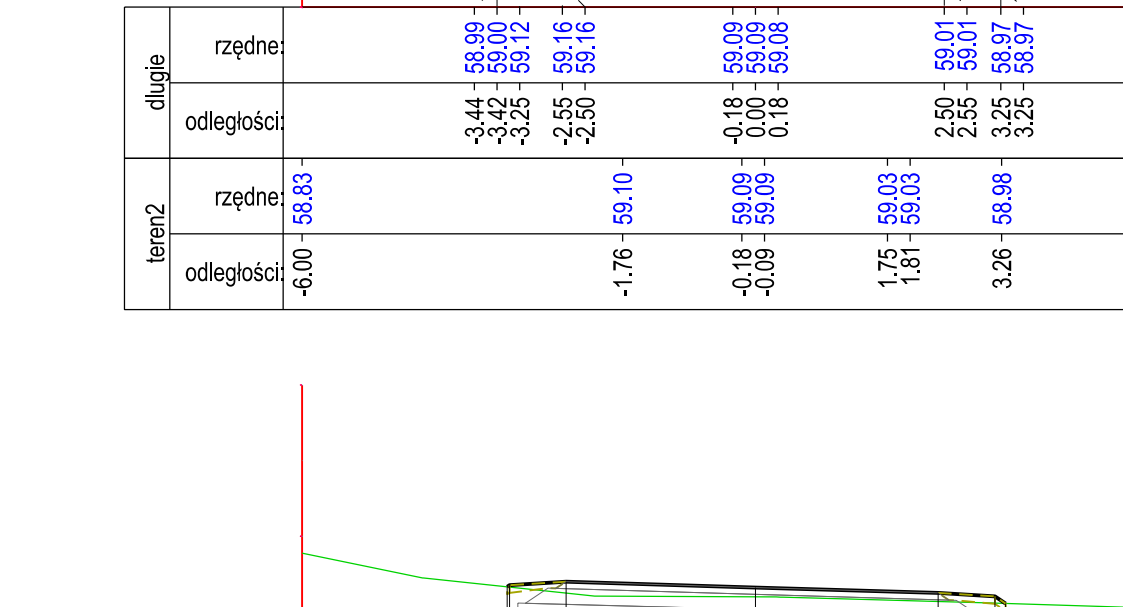 dlugie
rzędne: 58.99 59.00 59.12 59.16 59.16 59.09 59.09 59.08 59.01 59.01 58.97 58.97
odległości: -3.44 -3.42 -3.25 -2.55 -2.50 -0.18 0.00 0.18 2.50 2.55 3.25 3.25
teren2
rzędne: 58.83 59.10 59.09 59.09 59.03 59.03 58.98
odległości: -6.00 -1.76 -0.18 -0.09 1.75 1.81 3.26